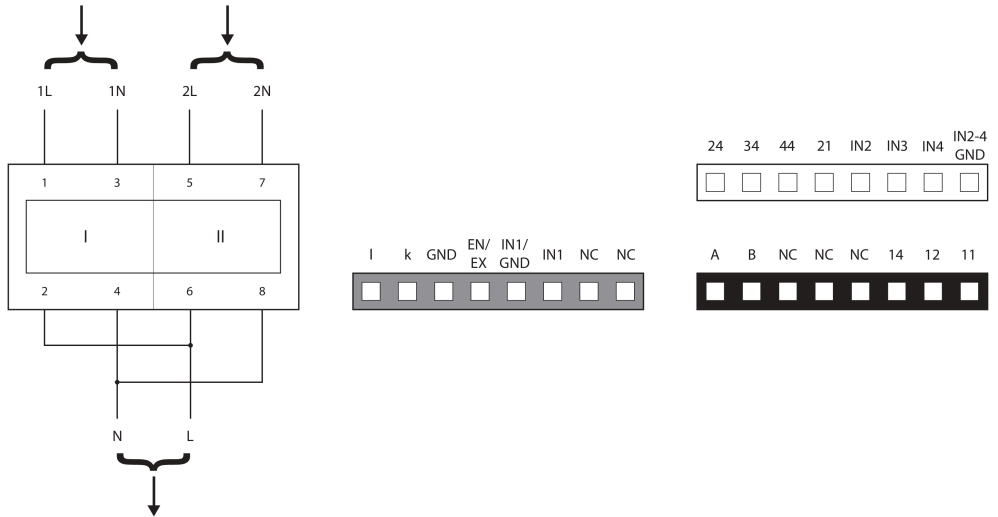 1L 1N 2L 2N
1 3 5 7
I II
2 4 6 8
N L
l k GND EN/ EX IN1/ GND IN1 NC NC
24 34 44 21 IN2 IN3 IN4 IN2-4 GND
A B NC NC NC 14 12 11